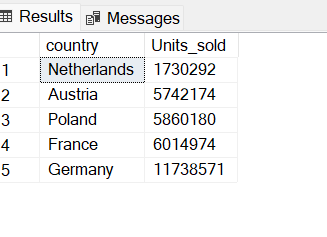 Results Messages
country Units_sold
1 Netherlands 1730292
2 Austria 5742174
3 Poland 5860180
4 France 6014974
5 Germany 11738571